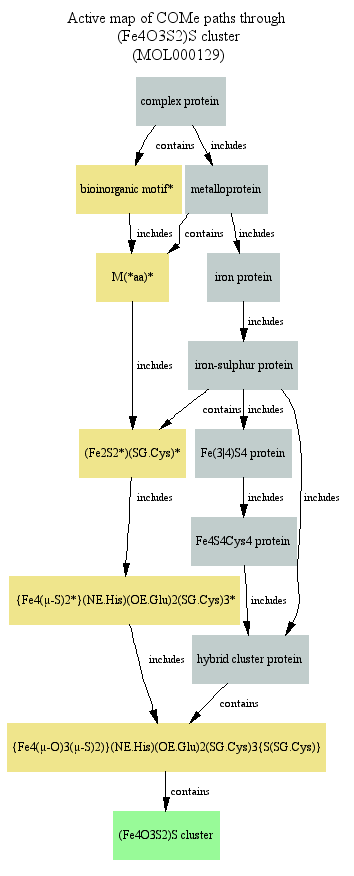 Active map of COMe paths through
(Fe4O3S2)S cluster
(MOL000129)
complex protein
contains
includes
bioinorganic motif*
metalloprotein
includes
contains
includes
M(*aa)*
iron protein
includes
includes
iron-sulphur protein
contains
includes
includes
(Fe2S2*)(SG.Cys)*
Fe(3|4)S4 protein
includes
includes
Fe4S4Cys4 protein
{Fe4(μ-S)2*}(NE.His)(OE.Glu)2(SG.Cys)3*
includes
hybrid cluster protein
includes
contains
{Fe4(μ-O)3(μ-S)2)}(NE.His)(OE.Glu)2(SG.Cys)3{S(SG.Cys)}
contains
(Fe4O3S2)S cluster